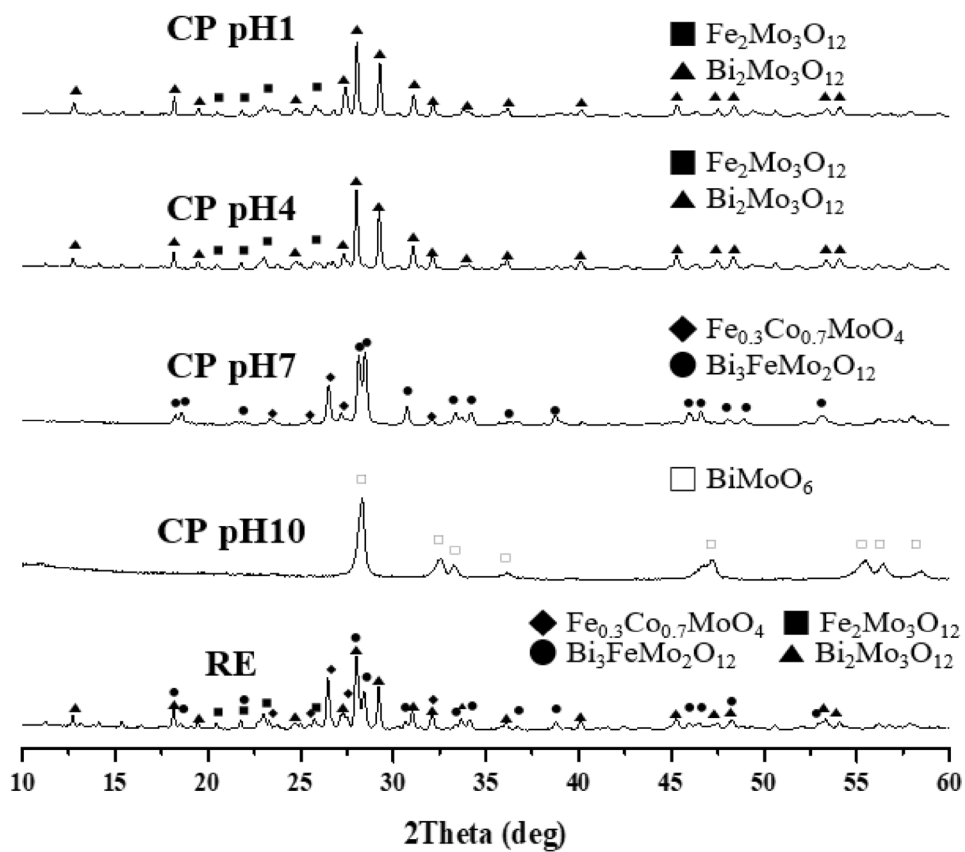 CP pH1
■ Fe₂Mo₃O₁₂
▲ Bi₂Mo₃O₁₂
CP pH4
■ Fe₂Mo₃O₁₂
▲ Bi₂Mo₃O₁₂
CP pH7
◆ Fe₀.₃Co₀.₇MoO₄
● Bi₃FeMo₂O₁₂
CP pH10
□ BiMoO₆
RE
◆ Fe₀.₃Co₀.₇MoO₄ ■ Fe₂Mo₃O₁₂
● Bi₃FeMo₂O₁₂ ▲ Bi₂Mo₃O₁₂
10 15 20 25 30 35 40 45 50 55 60
2Theta (deg)